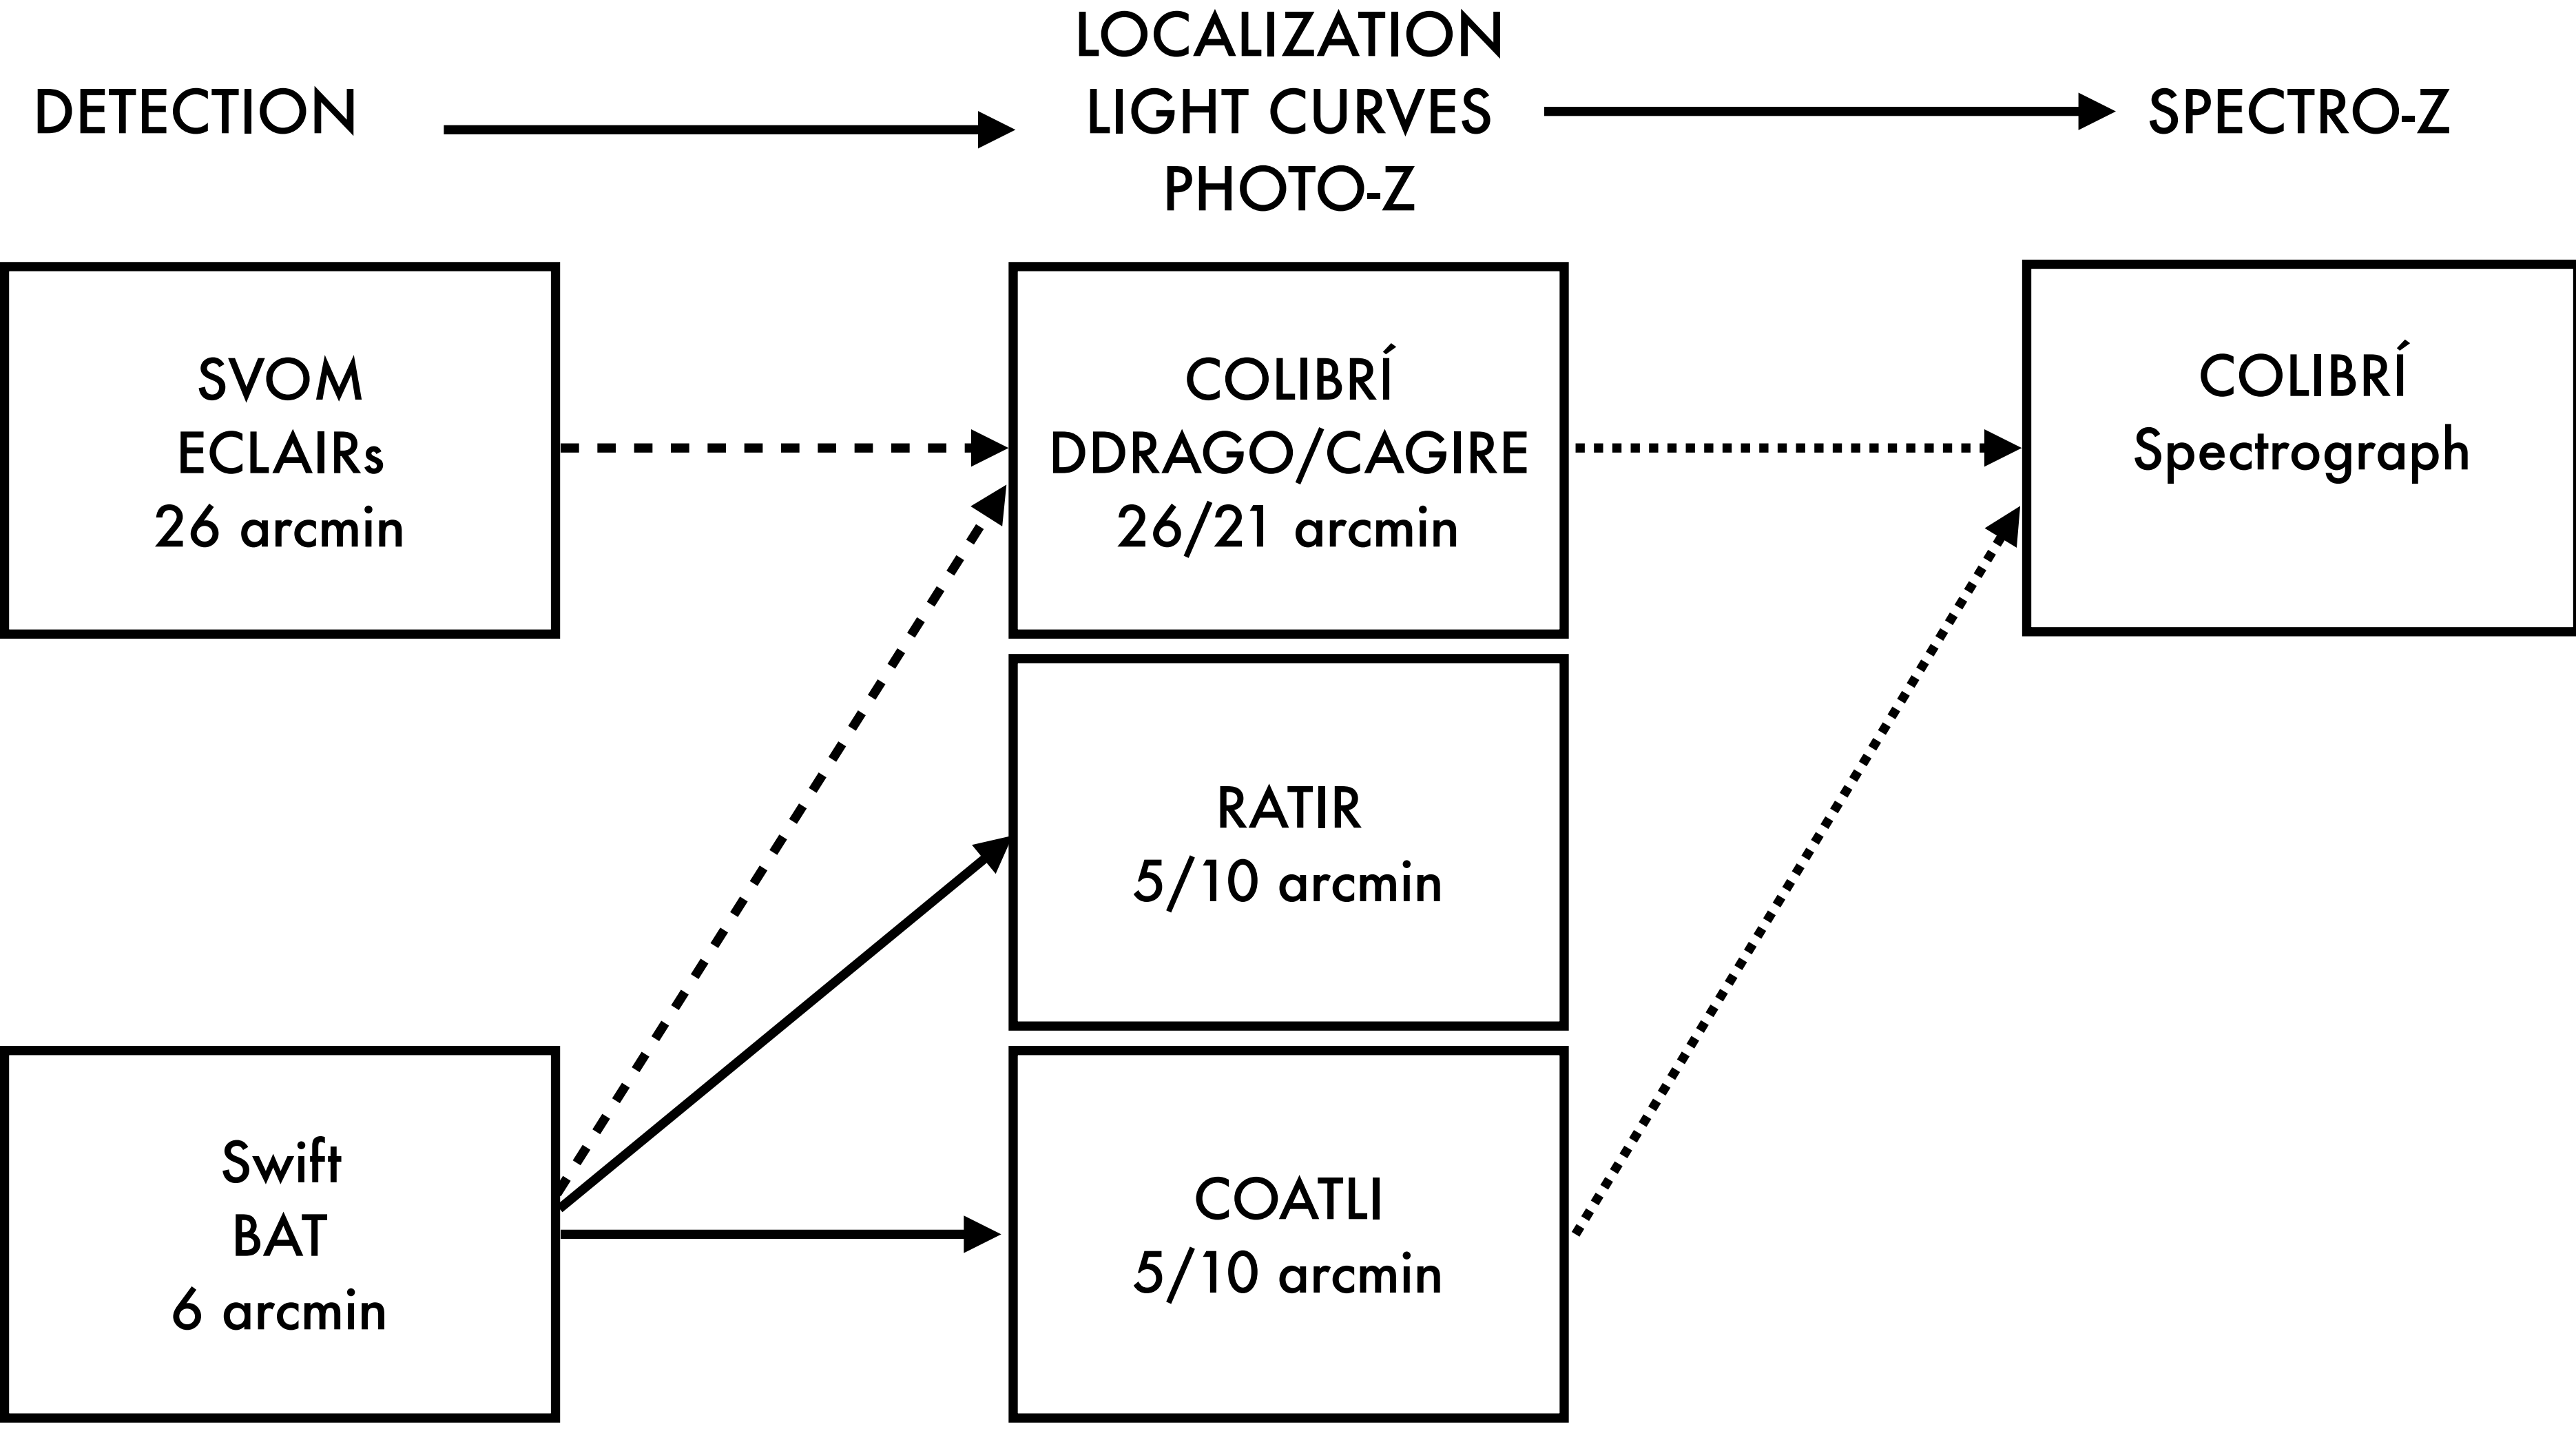 DETECTION
LOCALIZATION
LIGHT CURVES
PHOTO-Z
SPECTRO-Z
SVOM
ECLAIRs
26 arcmin
COLIBRÍ
DDRAGO/CAGIRE
26/21 arcmin
COLIBRÍ
Spectrograph
RATIR
5/10 arcmin
Swift
BAT
6 arcmin
COATLI
5/10 arcmin